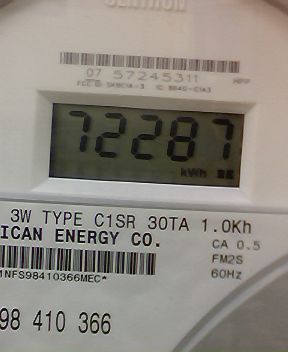 CENTRON
07 57245311
72287
kWh
3W TYPE C1SR 30TA 1.0Kh
ICAN ENERGY CO.
CA 0.5
FM2S
60Hz
1NFS98410366MEC*
98 410 366